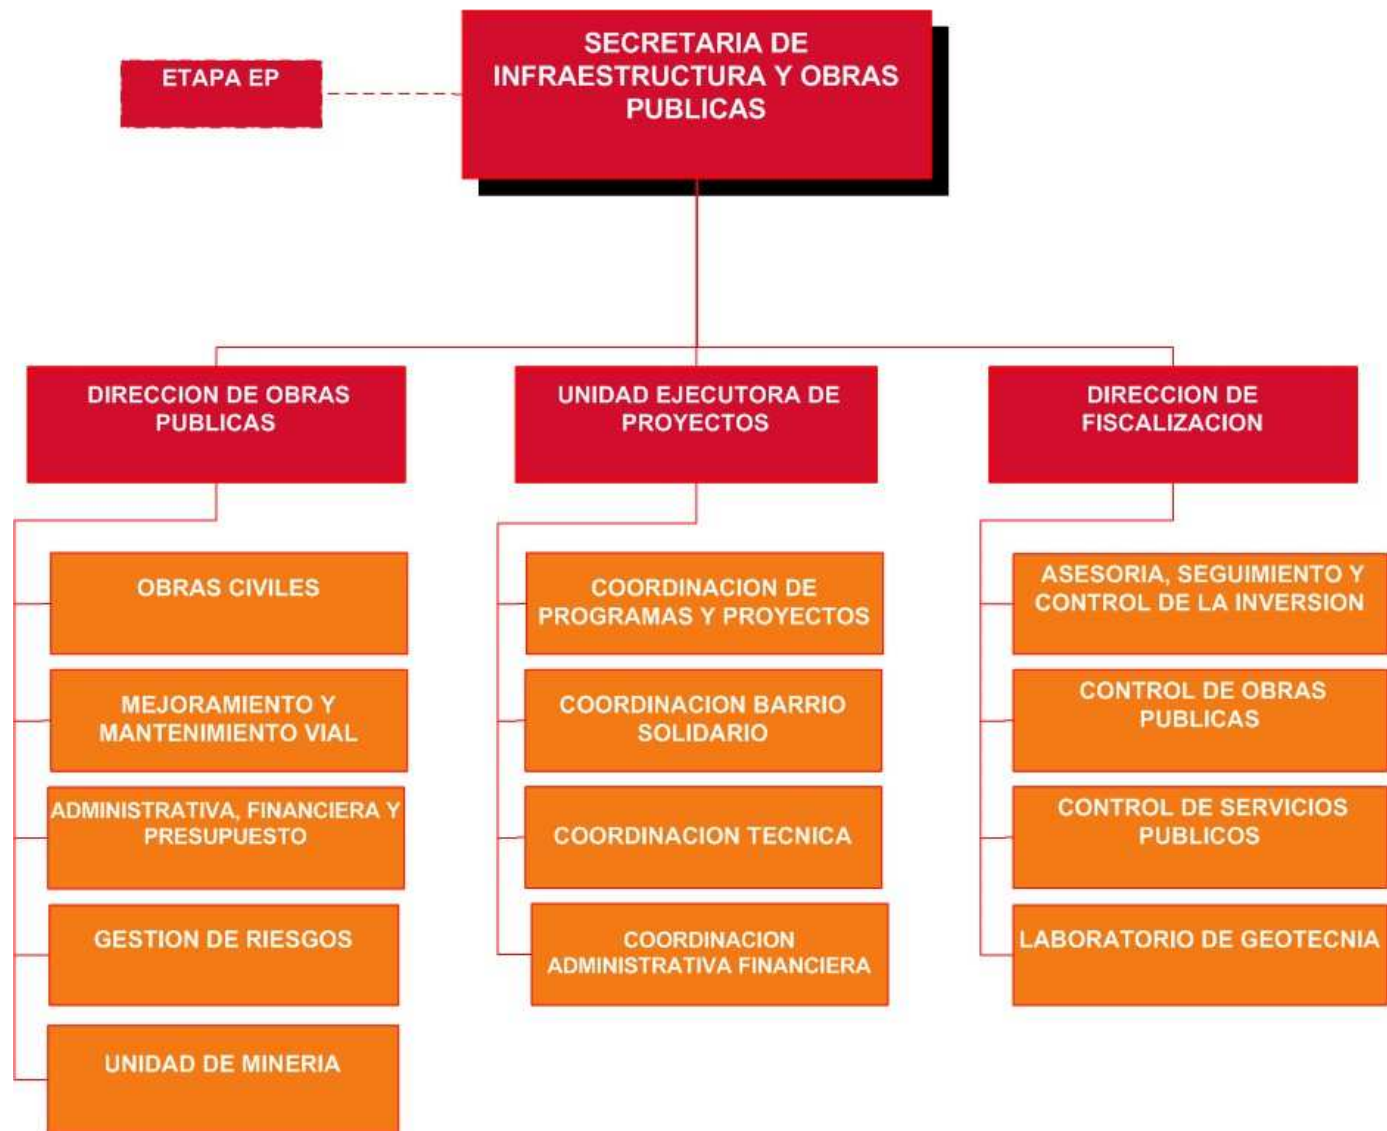 SECRETARIA DE
INFRAESTRUCTURA Y OBRAS
PUBLICAS
ETAPA EP
DIRECCION DE OBRAS
PUBLICAS
OBRAS CIVILES
MEJORAMIENTO Y
MANTENIMIENTO VIAL
ADMINISTRATIVA, FINANCIERA Y
PRESUPUESTO
GESTION DE RIESGOS
UNIDAD DE MINERIA
UNIDAD EJECUTORA DE
PROYECTOS
COORDINACION DE
PROGRAMAS Y PROYECTOS
COORDINACION BARRIO
SOLIDARIO
COORDINACION TECNICA
COORDINACION
ADMINISTRATIVA FINANCIERA
DIRECCION DE
FISCALIZACION
ASESORIA, SEGUIMIENTO Y
CONTROL DE LA INVERSION
CONTROL DE OBRAS
PUBLICAS
CONTROL DE SERVICIOS
PUBLICOS
LABORATORIO DE GEOTECNIA